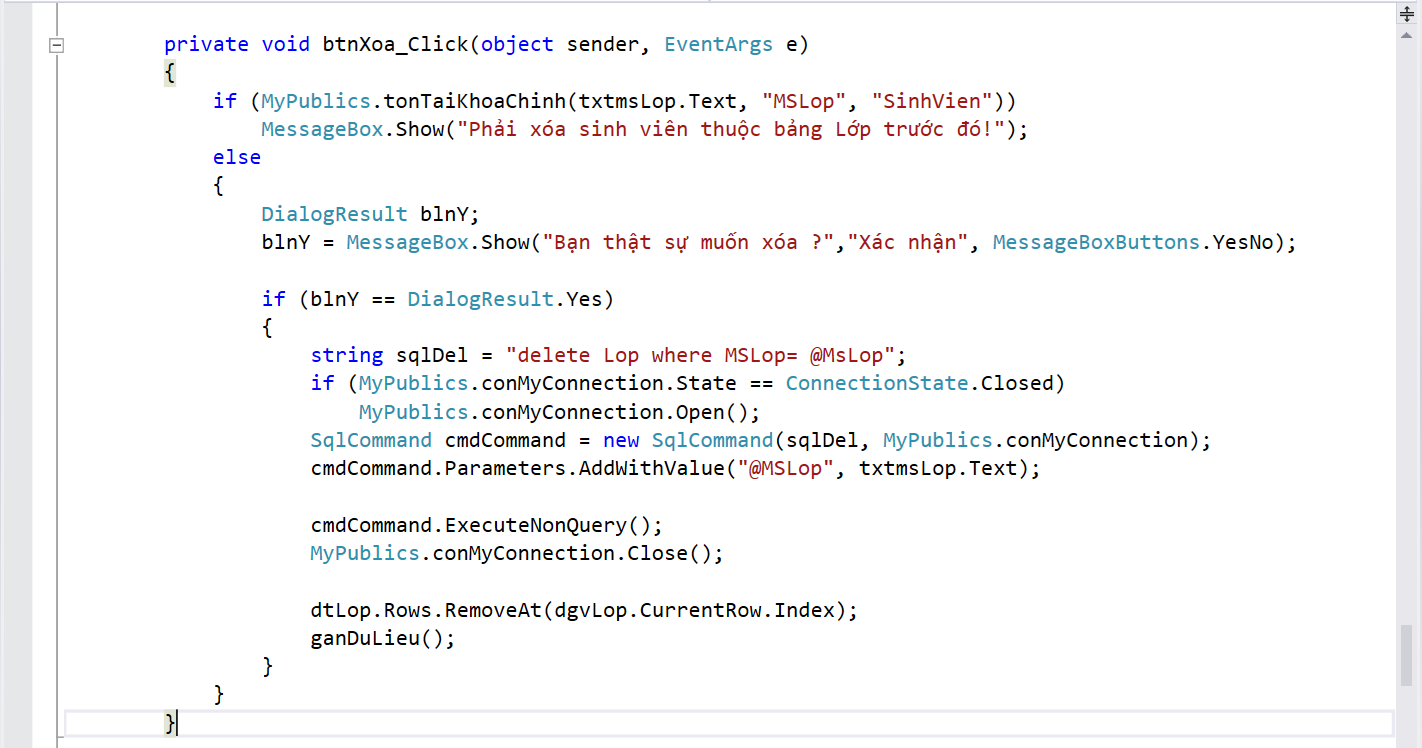 private void btnXoa_Click(object sender, EventArgs e)
{
if (MyPublics.tonTaiKhoaChinh(txtmsLop.Text, "MSLop", "SinhVien"))
MessageBox.Show("Phải xóa sinh viên thuộc bảng Lớp trước đó!");
else
{
DialogResult blnY;
blnY = MessageBox.Show("Bạn thật sự muốn xóa ?","Xác nhận", MessageBoxButtons.YesNo);
if (blnY == DialogResult.Yes)
{
string sqlDel = "delete Lop where MSLop= @MsLop";
if (MyPublics.conMyConnection.State == ConnectionState.Closed)
MyPublics.conMyConnection.Open();
SqlCommand cmdCommand = new SqlCommand(sqlDel, MyPublics.conMyConnection);
cmdCommand.Parameters.AddWithValue("@MSLop", txtmsLop.Text);
cmdCommand.ExecuteNonQuery();
MyPublics.conMyConnection.Close();
dtLop.Rows.RemoveAt(dgvLop.CurrentRow.Index);
ganDuLieu();
}
}
}